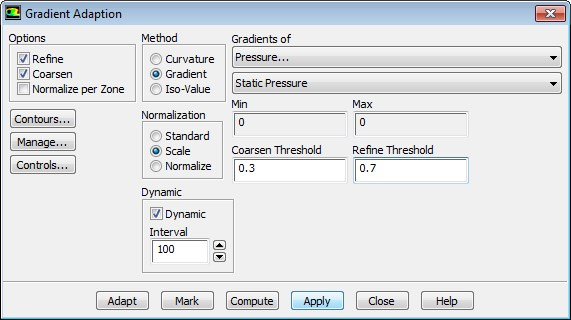 Gradient Adaption
Options
Refine
Coarsen
Normalize per Zone
Contours...
Manage...
Controls...
Method
Curvature
Gradient
Iso-Value
Normalization
Standard
Scale
Normalize
Dynamic
Dynamic
Interval
100
Gradients of
Pressure...
Static Pressure
Min Max
0 0
Coarsen Threshold Refine Threshold
0.3 0.7
Adapt Mark Compute Apply Close Help